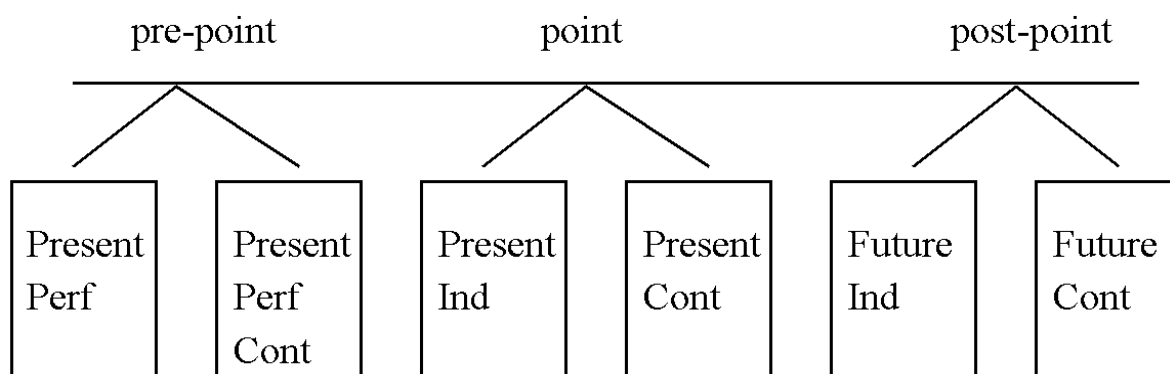 pre-point point post-point
Present Perf
Present Perf Cont
Present Ind
Present Cont
Future Ind
Future Cont